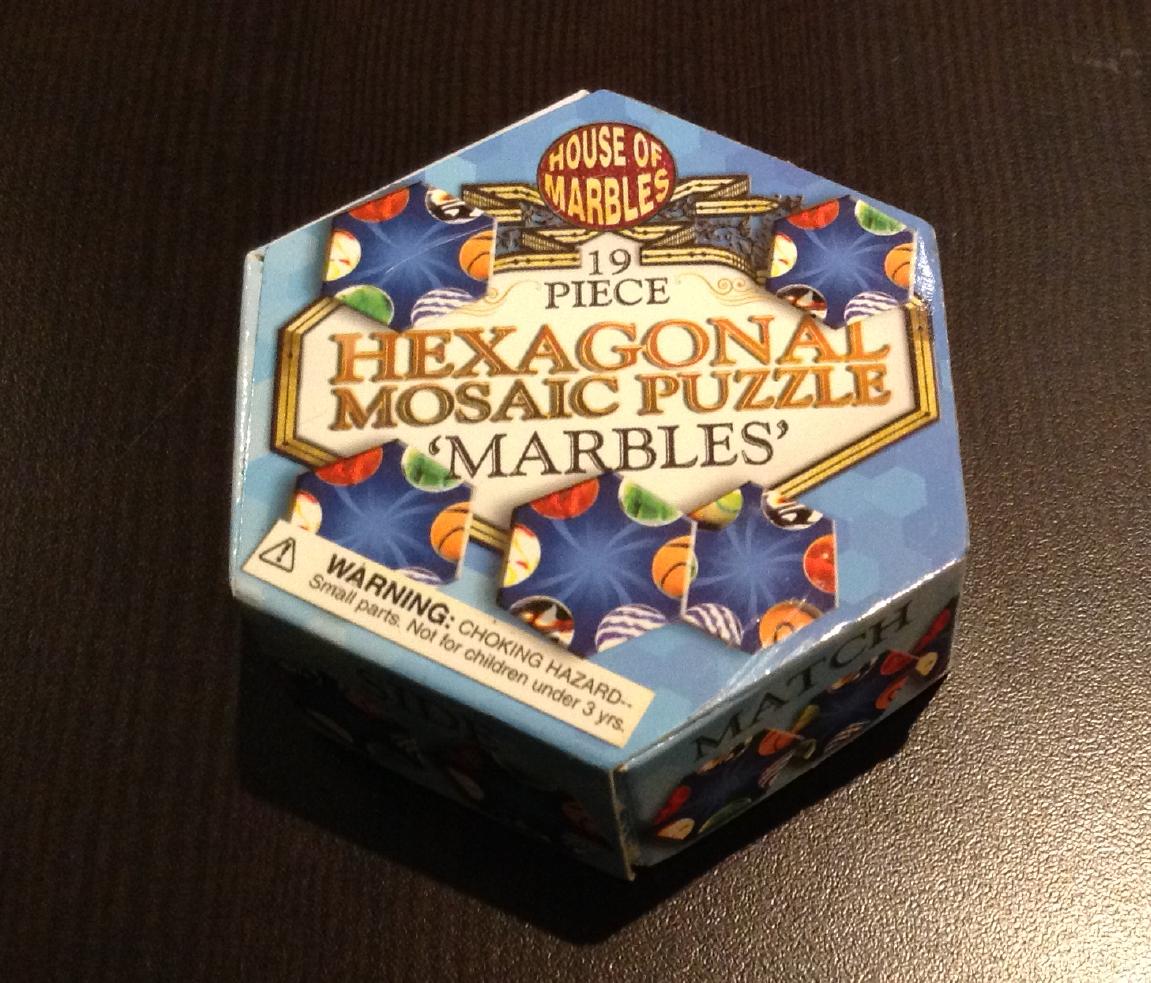 HOUSE OF
MARBLES
19
PIECE
HEXAGONAL
MOSAIC PUZZLE
‘MARBLES’
WARNING: CHOKING HAZARD--
Small parts. Not for children under 3 yrs.
SIDE
MATCH